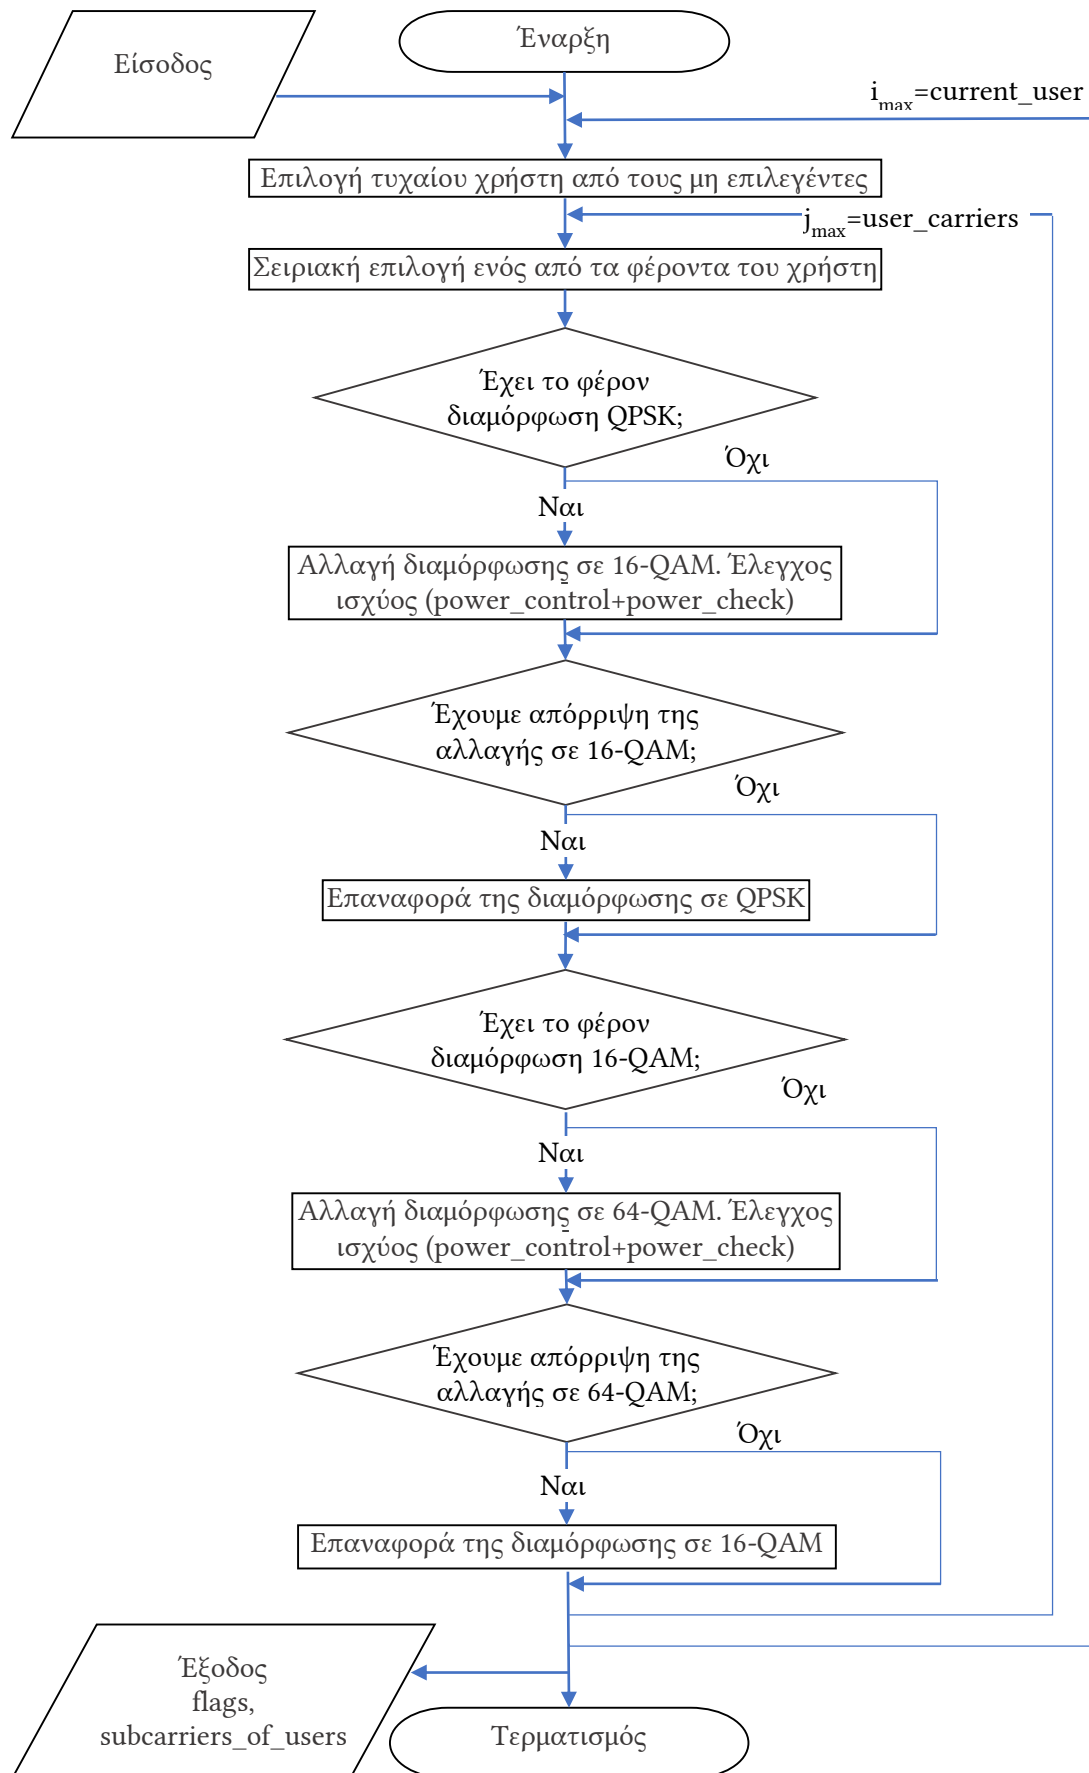 Έναρξη
Είσοδος
i_max=current_user
Επιλογή τυχαίου χρήστη από τους μη επιλεγέντες
j_max=user_carriers
Σειριακή επιλογή ενός από τα φέροντα του χρήστη
Έχει το φέρον
διαμόρφωση QPSK;
Όχι
Ναι
Αλλαγή διαμόρφωσης σε 16-QAM. Έλεγχος
ισχύος (power_control+power_check)
Έχουμε απόρριψη της
αλλαγής σε 16-QAM;
Όχι
Ναι
Επαναφορά της διαμόρφωσης σε QPSK
Έχει το φέρον
διαμόρφωση 16-QAM;
Όχι
Ναι
Αλλαγή διαμόρφωσης σε 64-QAM. Έλεγχος
ισχύος (power_control+power_check)
Έχουμε απόρριψη της
αλλαγής σε 64-QAM;
Όχι
Ναι
Επαναφορά της διαμόρφωσης σε 16-QAM
Έξοδος
flags,
subcarriers_of_users
Τερματισμός